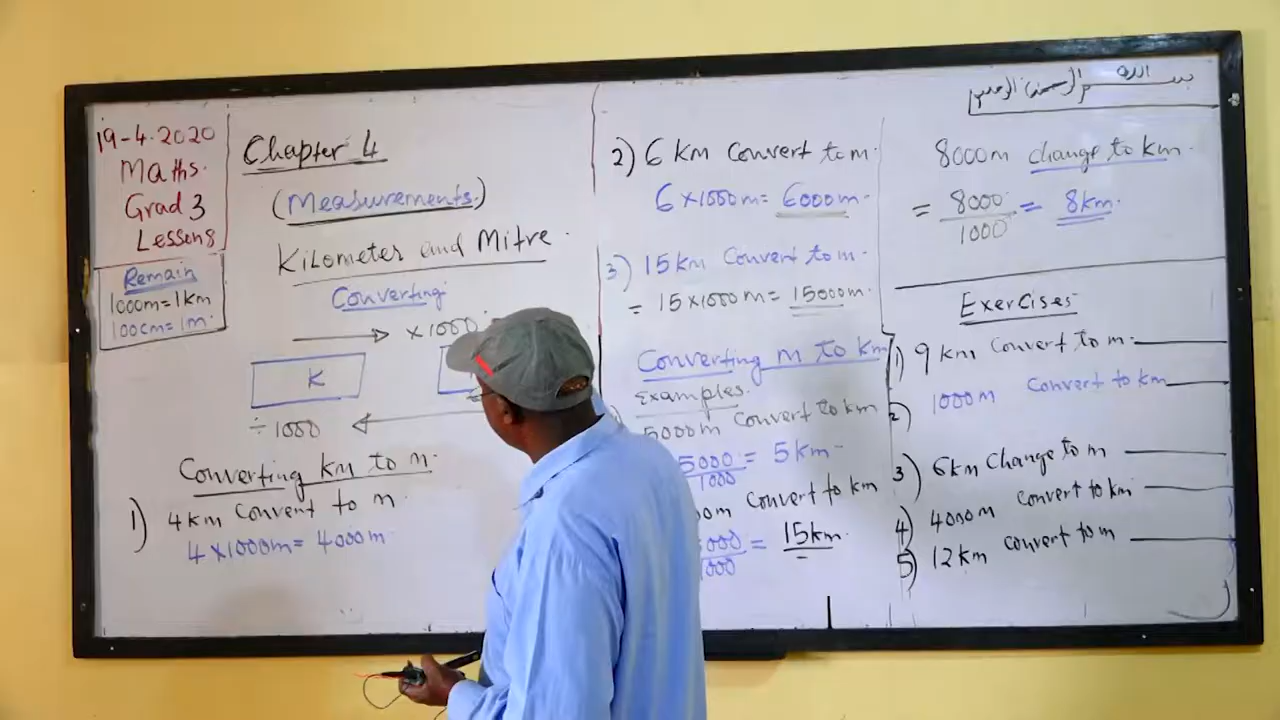 19-4-2020
Maths.
Grad 3
Lesson 8
Remain
1000m=1km
100cm=1m.
Chapter 4
(Measurements.)
Kilometer and Mitre.
Converting
×1000
K
÷1000
Converting km to m.
1) 4km Convent to m
4×1000m= 4000m
2) 6 km convert to m.
6×1000m= 6000m.
3) 15km Convert to m.
= 15×1000m= 15000m.
Converting m to km
Examples.
5000m Convert to km
5000/1000 = 5km
convert to km
= 15km
بسم الله الرحمن الرحيم
8000m change to km.
= 8000/1000 = 8km.
Exercises
1) 9 km Convert to m.
2) 1000m Convert to km
3) 6km Change to m
4) 4000m convert to km
5) 12km convert to m